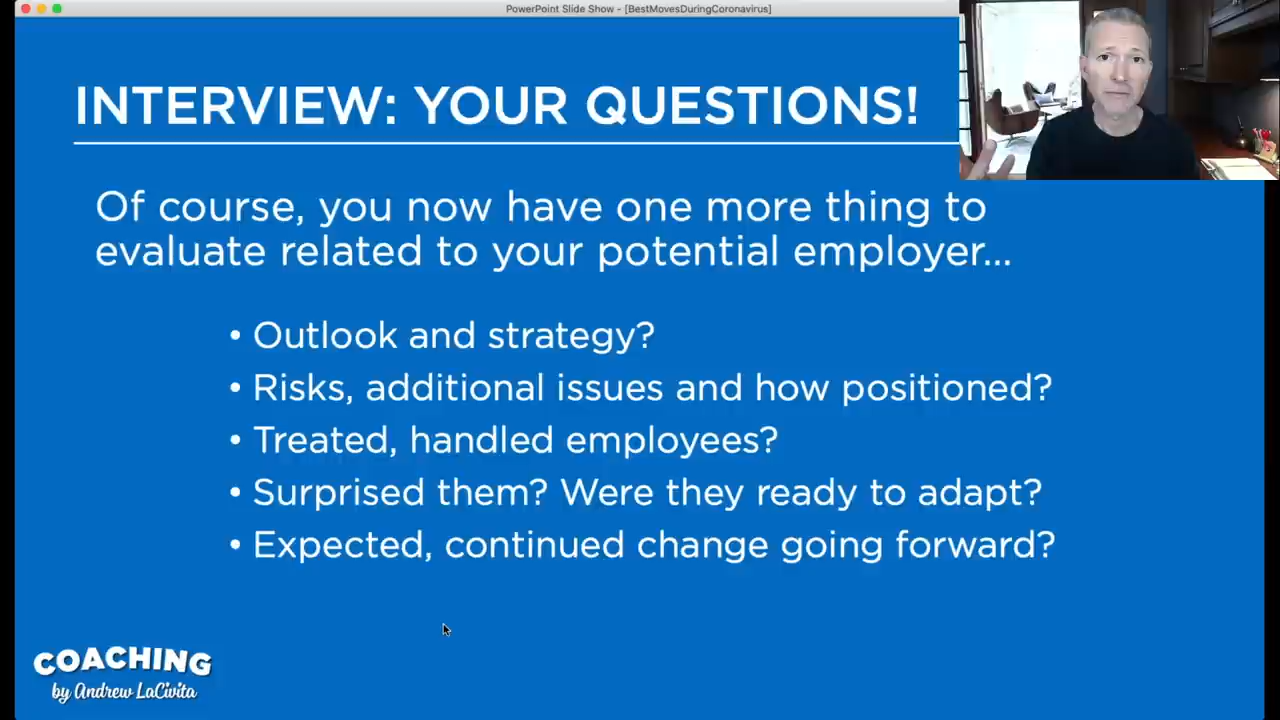 PowerPoint Slide Show - [BestMovesDuringCoronavirus]
INTERVIEW: YOUR QUESTIONS!
Of course, you now have one more thing to
evaluate related to your potential employer...
• Outlook and strategy?
• Risks, additional issues and how positioned?
• Treated, handled employees?
• Surprised them? Were they ready to adapt?
• Expected, continued change going forward?
COACHING
by Andrew LaCivita